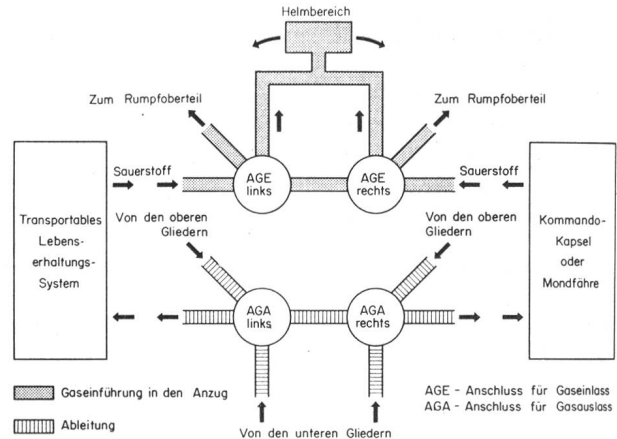 Helmbereich
Zum Rumpfoberteil
Zum Rumpfoberteil
Sauerstoff
AGE
links
AGE
rechts
Sauerstoff
Transportables
Lebens-
erhaltungs-
System
Von den oberen
Gliedern
Von den oberen
Gliedern
Kommando-
Kapsel
oder
Mondfähre
AGA
links
AGA
rechts
Gaseinführung in den Anzug
Ableitung
Von den unteren Gliedern
AGE - Anschluss für Gaseinlass
AGA - Anschluss für Gasauslass